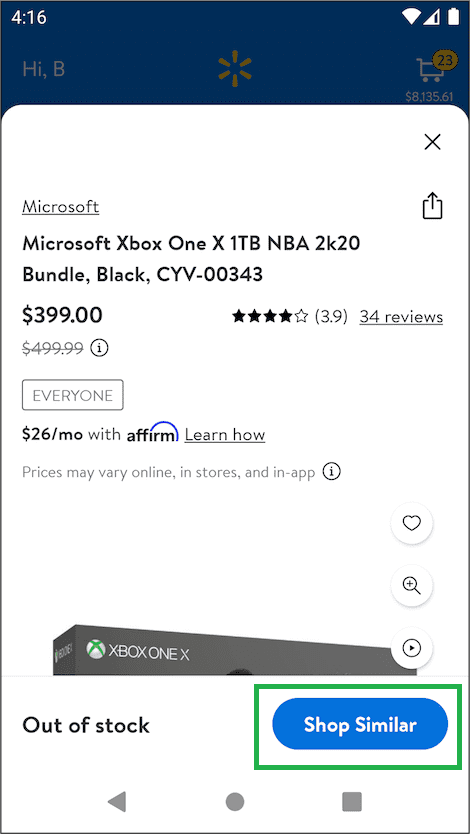 4:16
Hi, B
23
$8,135.61
Microsoft
Microsoft Xbox One X 1TB NBA 2k20
Bundle, Black, CYV-00343
$399.00
(3.9) 34 reviews
$499.99
EVERYONE
$26/mo with affirm Learn how
Prices may vary online, in stores, and in-app
XBOX ONE X
Out of stock
Shop Similar